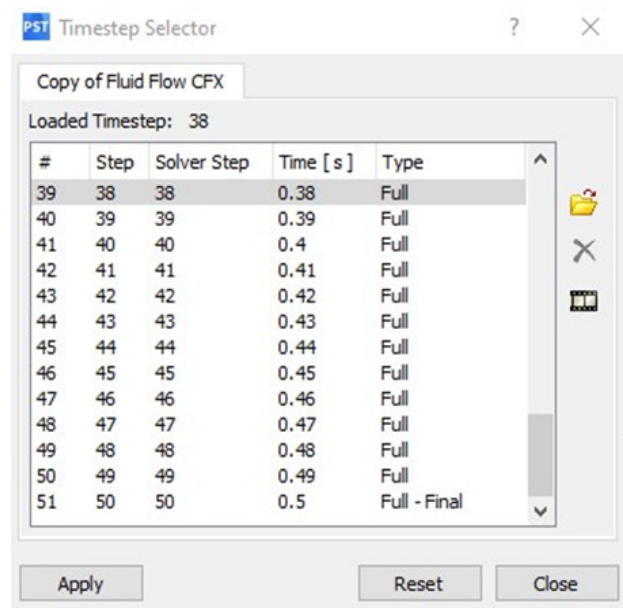 PST Timestep Selector ?
Copy of Fluid Flow CFX
Loaded Timestep: 38
# Step Solver Step Time [ s ] Type
39 38 38 0.38 Full
40 39 39 0.39 Full
41 40 40 0.4 Full
42 41 41 0.41 Full
43 42 42 0.42 Full
44 43 43 0.43 Full
45 44 44 0.44 Full
46 45 45 0.45 Full
47 46 46 0.46 Full
48 47 47 0.47 Full
49 48 48 0.48 Full
50 49 49 0.49 Full
51 50 50 0.5 Full - Final
Apply Reset Close